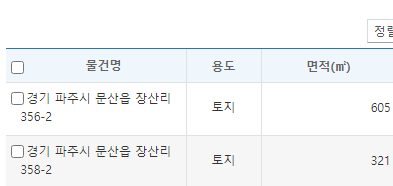 정렬
물건명 용도 면적(㎡)
경기 파주시 문산읍 장산리 토지 605
356-2
경기 파주시 문산읍 장산리 토지 321
358-2